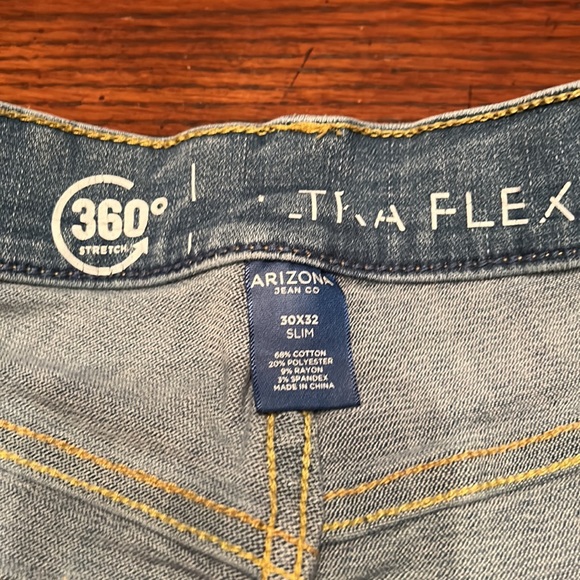 360°
STRETCH
TRA FLEX
ARIZONA
JEAN CO
30X32
SLIM
68% COTTON
20% POLYESTER
9% RAYON
3% SPANDEX
MADE IN CHINA